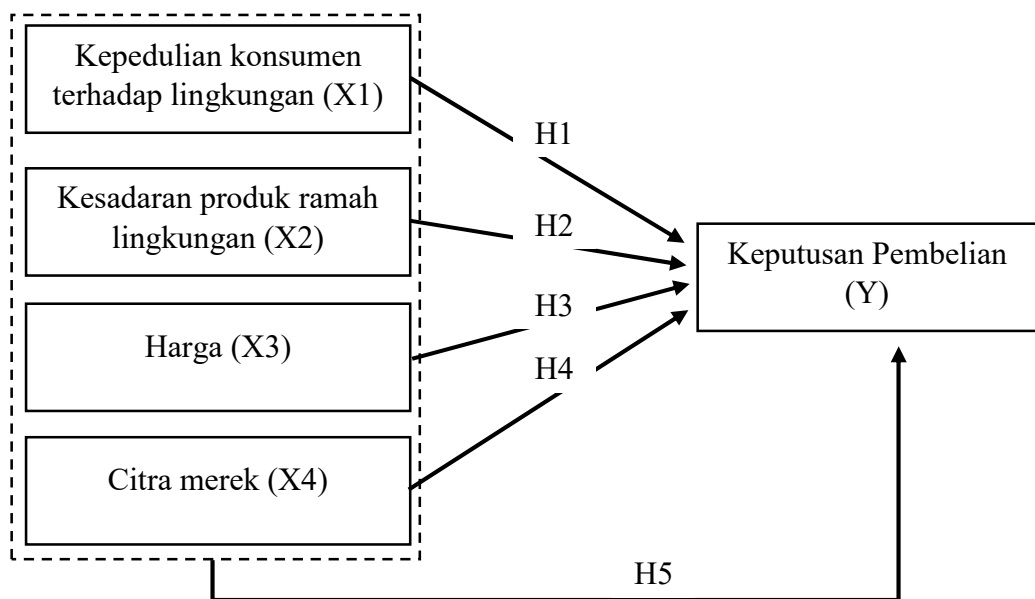 Kepedulian konsumen
terhadap lingkungan (X1)
H1
Kesadaran produk ramah
lingkungan (X2)
H2
Keputusan Pembelian
(Y)
H3
Harga (X3)
H4
Citra merek (X4)
H5